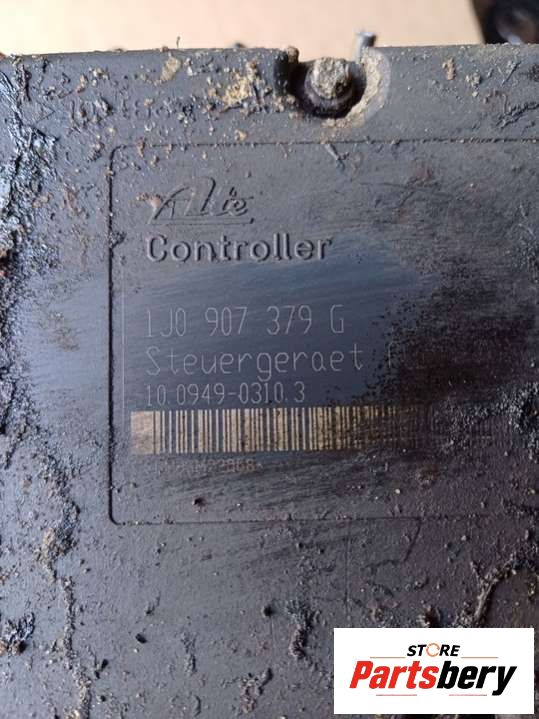 Ate
Controller
1J0 907 379 G
Steuergeraet
10.0949-0310.3
STORE
Partsbery